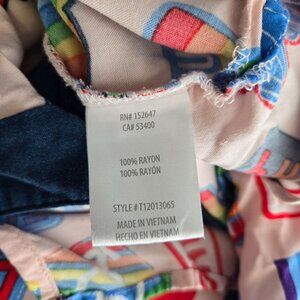 RN# 152647
CA# 53400
100% RAYON
100% RAYÓN
STYLE # T12013065
MADE IN VIETNAM
HECHO EN VIETNAM